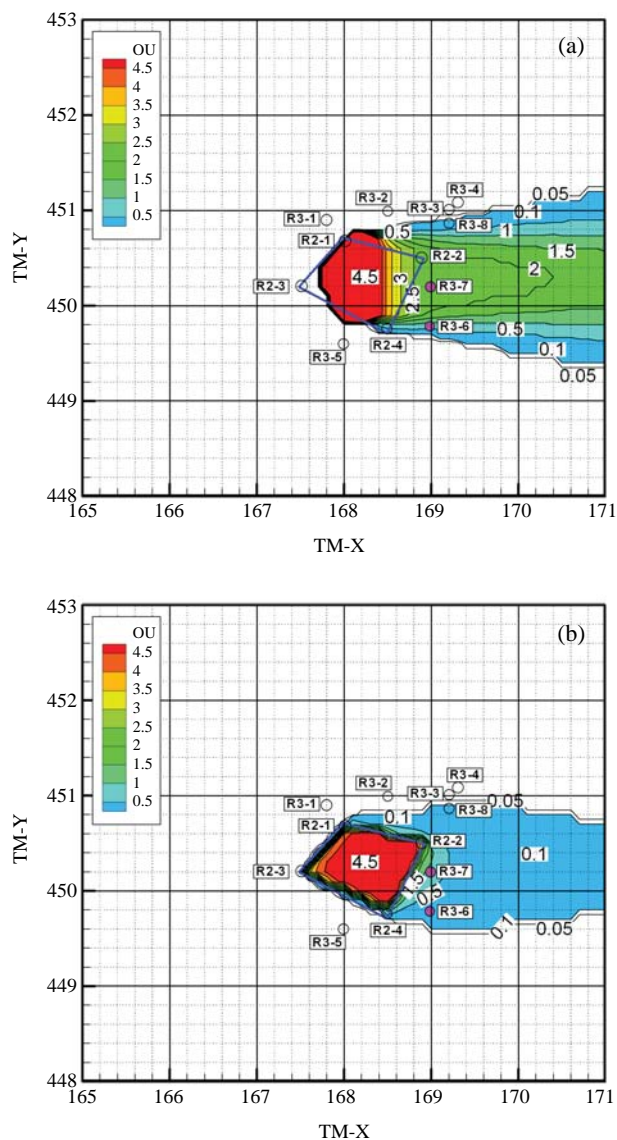 453
452
451
450
449
448
TM-Y
OU
4.5
4
3.5
3
2.5
2
1.5
1
0.5
(a)
R3-4
R3-2
R3-3
0.05
0.1
R3-1
R3-8
R2-1
0.5
1
1.5
R2-2
R2-3
4.5
3
2.5
R3-7
2
R3-6
0.5
R2-4
0.1
R3-5
0.05
165 166 167 168 169 170 171
TM-X
453
452
451
450
449
448
TM-Y
OU
4.5
4
3.5
3
2.5
2
1.5
1
0.5
(b)
R3-4
R3-2
R3-3
0.05
R3-1
R3-8
0.1
R2-1
R2-2
0.1
R2-3
4.5
R3-7
1.5
0.5
R3-6
R2-4
0.1
0.05
R3-5
165 166 167 168 169 170 171
TM-X